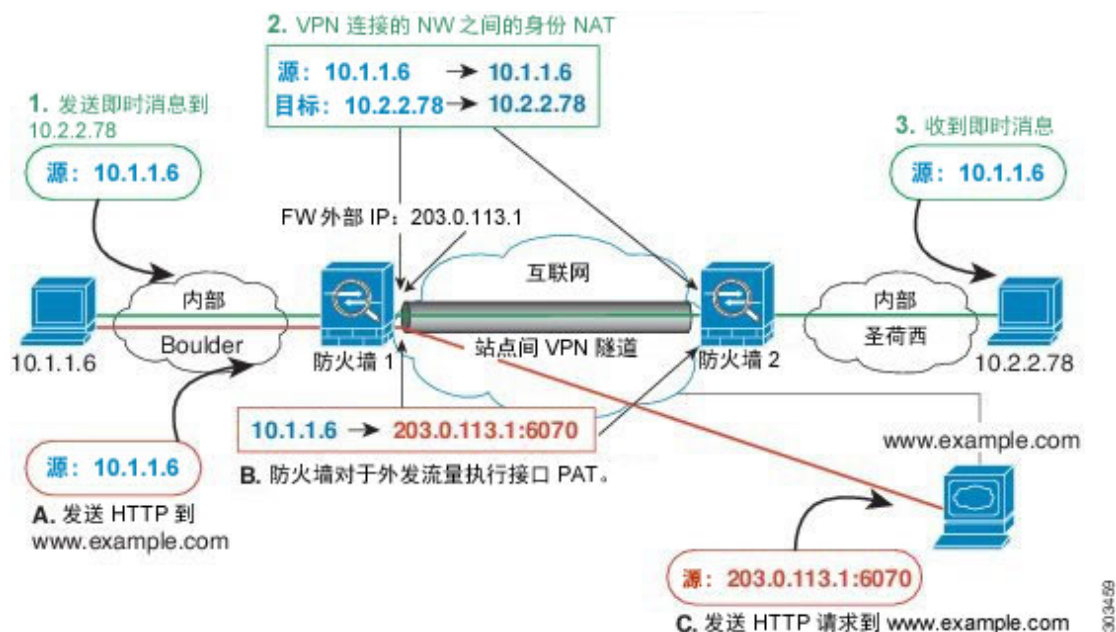 2. VPN 连接的 NW 之间的身份 NAT
源：10.1.1.6 → 10.1.1.6
目标：10.2.2.78 → 10.2.2.78
1. 发送即时消息到
10.2.2.78
源：10.1.1.6
3. 收到即时消息
源：10.1.1.6
FW 外部 IP：203.0.113.1
互联网
内部
Boulder
10.1.1.6
防火墙 1
站点间 VPN 隧道
防火墙 2
内部
圣荷西
10.2.2.78
10.1.1.6 → 203.0.113.1:6070
B. 防火墙对于外发流量执行接口 PAT。
www.example.com
源：10.1.1.6
A. 发送 HTTP 到
www.example.com
源：203.0.113.1:6070
C. 发送 HTTP 请求到 www.example.com
303459